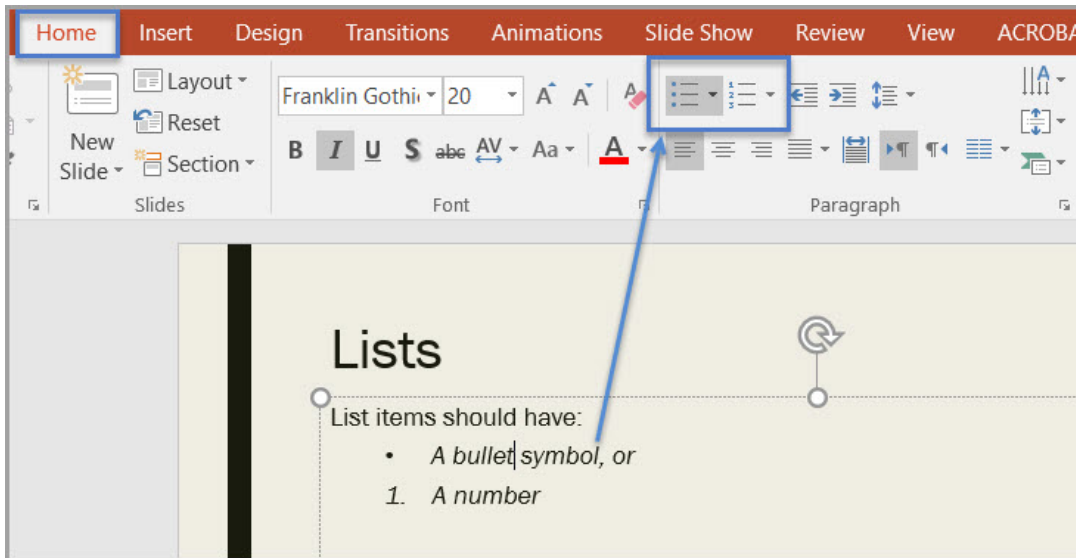 Home Insert Design Transitions Animations Slide Show Review View ACROBA
Layout
Franklin Gothi 20 A A A
Reset
New
Slide
Section
B I U S abc AV Aa A
Slides Font Paragraph
Lists
List items should have:
• A bullet symbol, or
1. A number